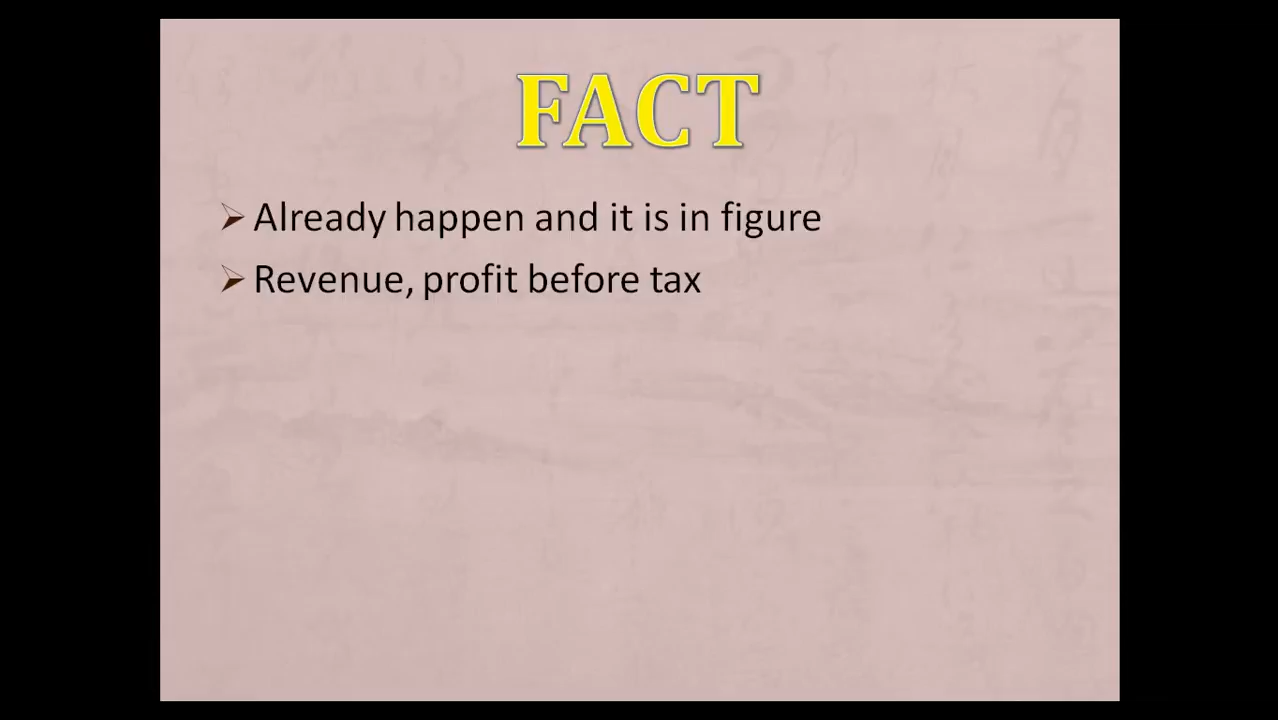 FACT
Already happen and it is in figure
Revenue, profit before tax